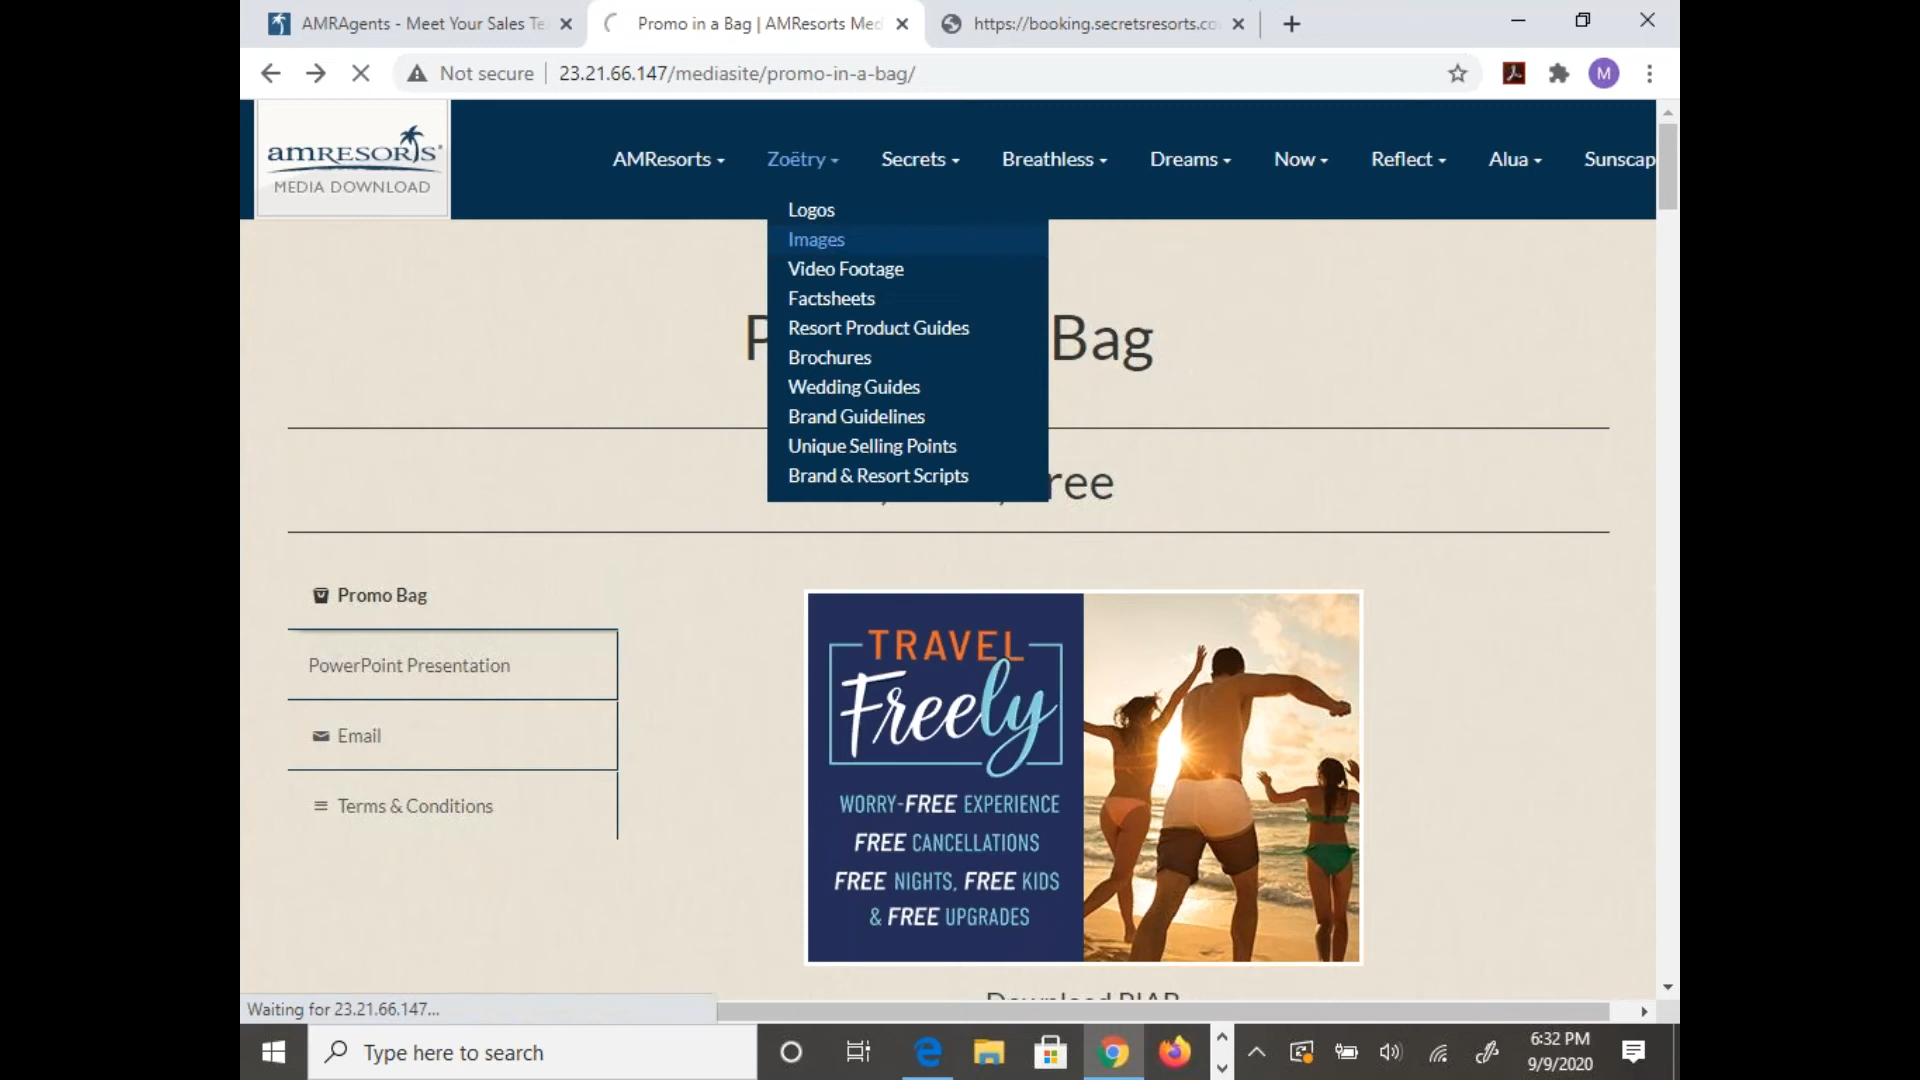 AMRAgents - Meet Your Sales Te
Promo in a Bag | AMResorts Med
https://booking.secretsresorts.co
Not secure
23.21.66.147/mediasite/promo-in-a-bag/
M
amRESORTS
MEDIA DOWNLOAD
AMResorts
Zoëtry
Secrets
Breathless
Dreams
Now
Reflect
Alua
Sunscap
Logos
Images
Video Footage
Factsheets
Resort Product Guides
Brochures
Wedding Guides
Brand Guidelines
Unique Selling Points
Brand & Resort Scripts
Bag
ree
Promo Bag
PowerPoint Presentation
Email
Terms & Conditions
TRAVEL
Freely
WORRY-FREE EXPERIENCE
FREE CANCELLATIONS
FREE NIGHTS, FREE KIDS
& FREE UPGRADES
Download PIAB
Waiting for 23.21.66.147...
Type here to search
6:32 PM
9/9/2020